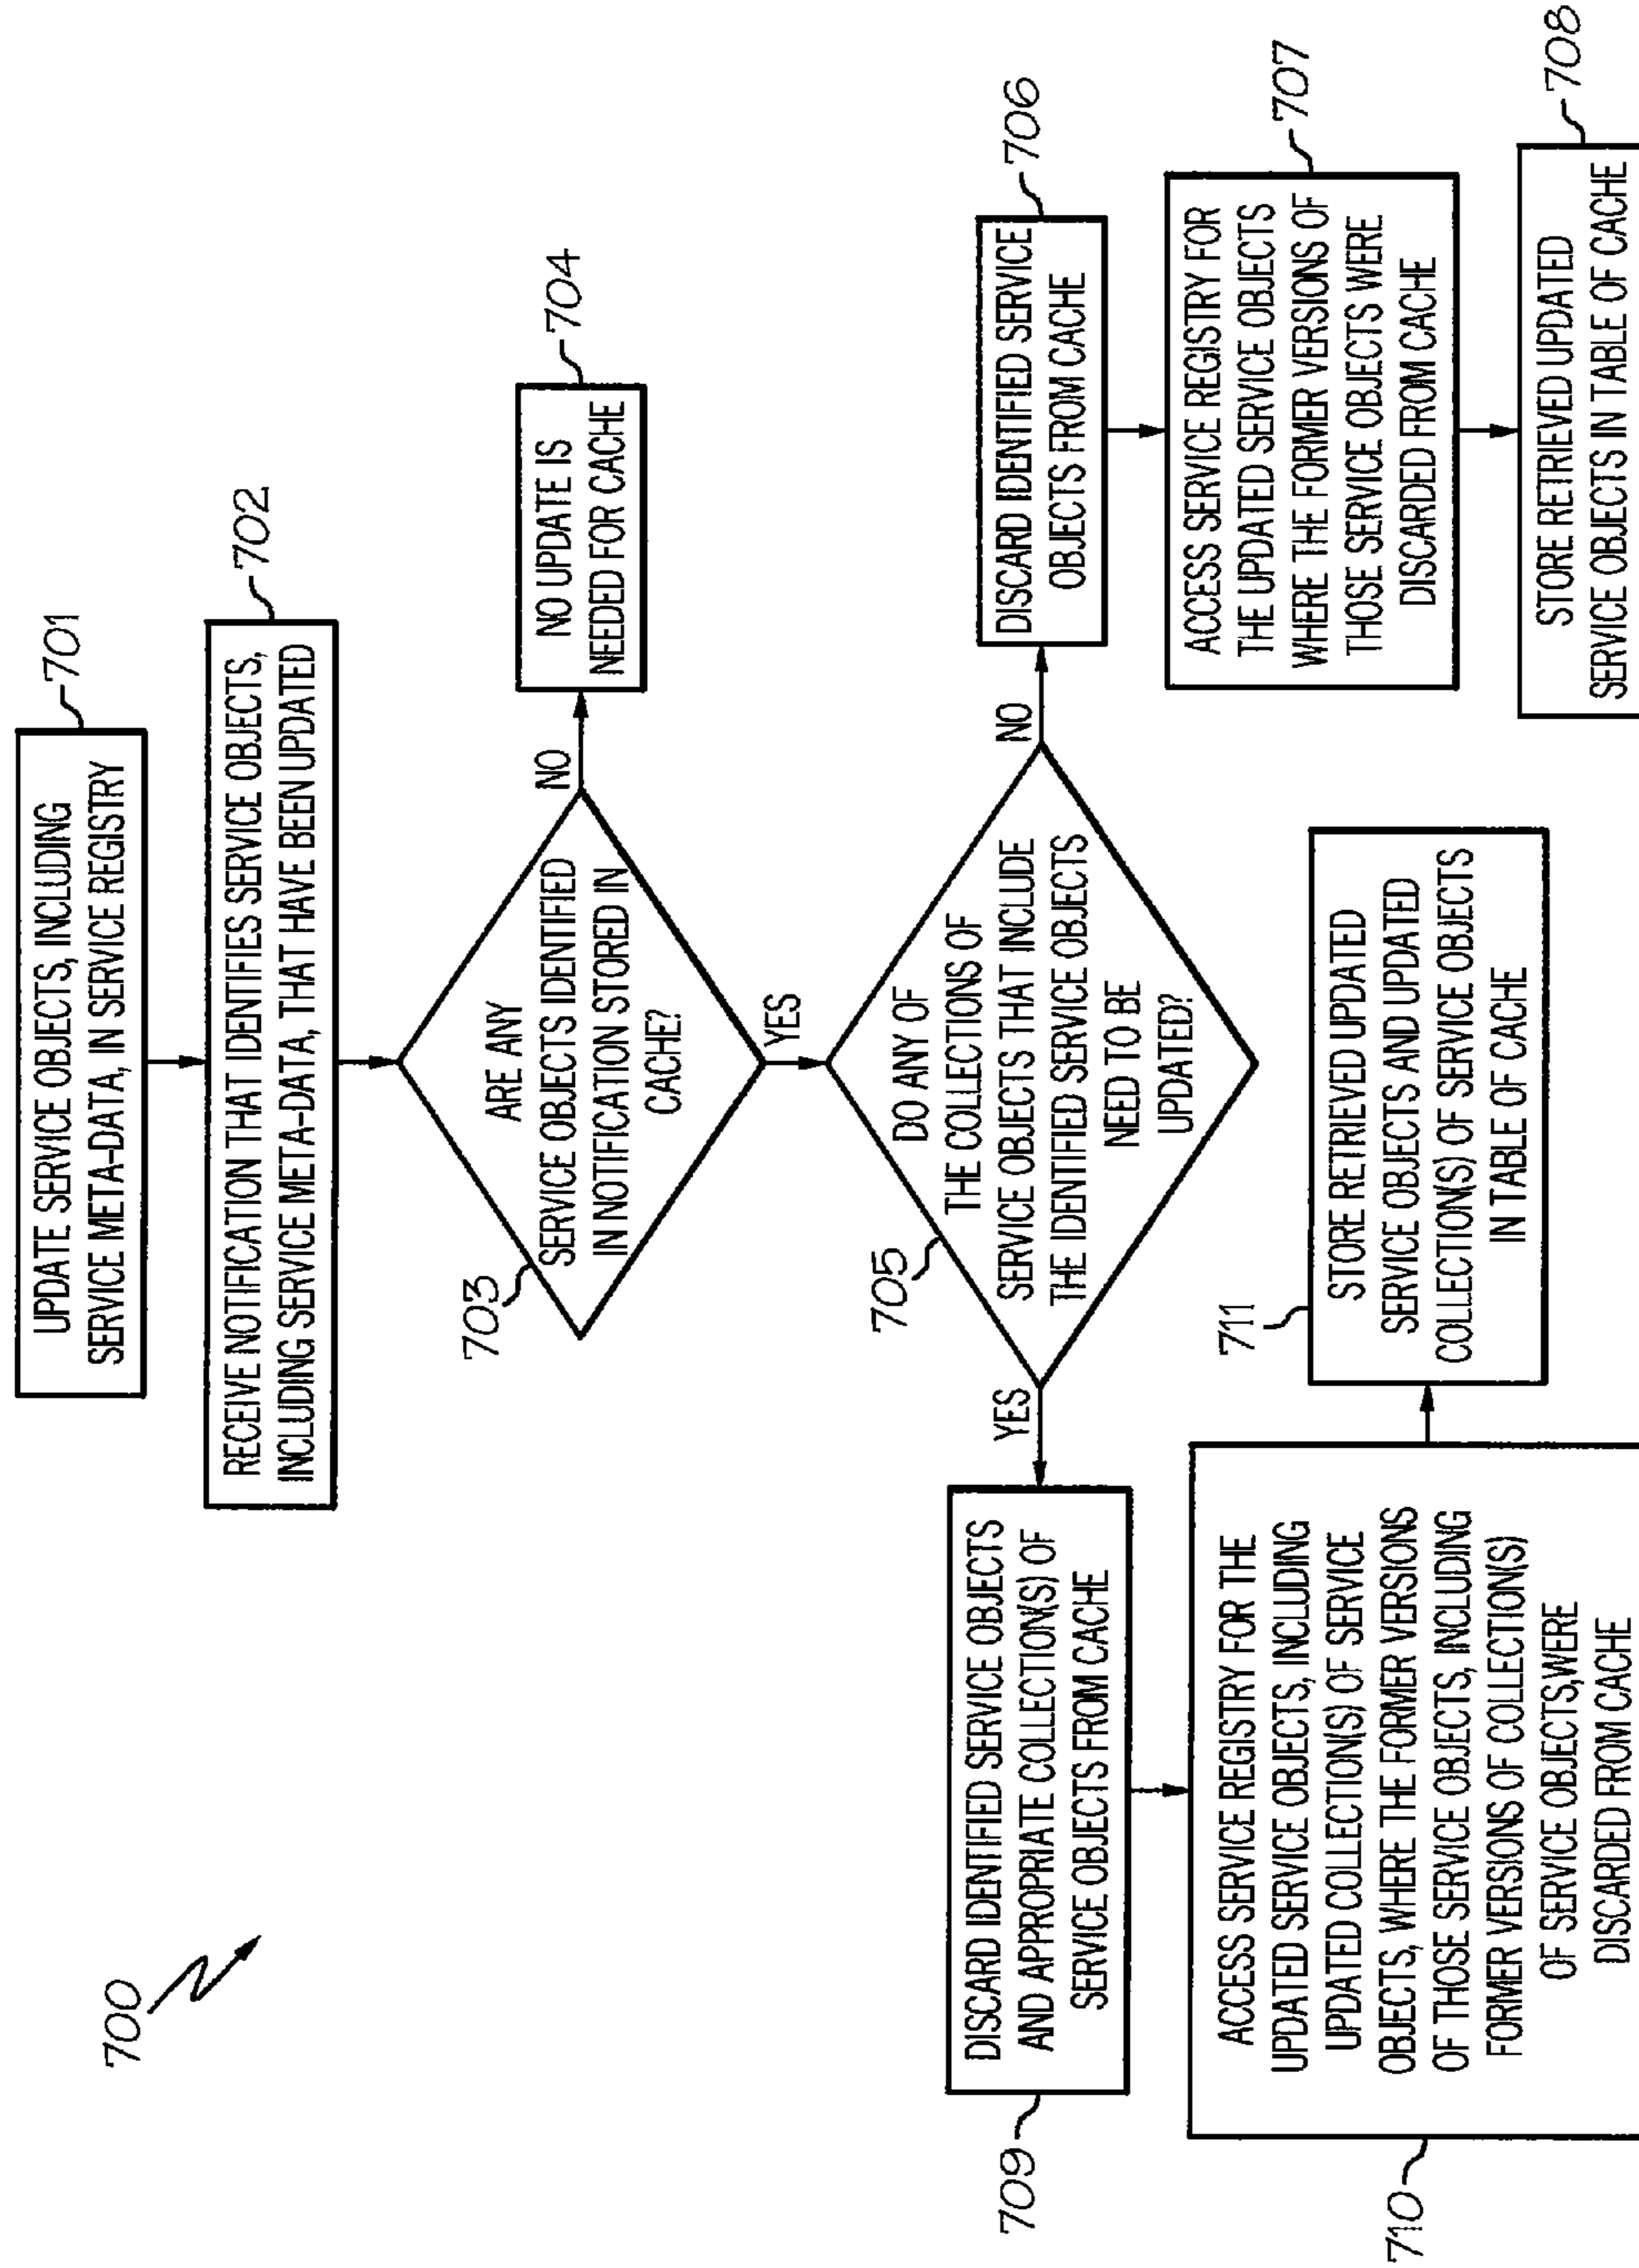 700
UPDATE SERVICE OBJECTS, INCLUDING
SERVICE META-DATA, IN SERVICE REGISTRY
701
RECEIVE NOTIFICATION THAT IDENTIFIES SERVICE OBJECTS,
INCLUDING SERVICE META-DATA, THAT HAVE BEEN UPDATED
702
703
ARE ANY
SERVICE OBJECTS IDENTIFIED
IN NOTIFICATION STORED IN
CACHE?
NO
NO UPDATE IS
NEEDED FOR CACHE
704
YES
705
DO ANY OF
THE COLLECTIONS OF
SERVICE OBJECTS THAT INCLUDE
THE IDENTIFIED SERVICE OBJECTS
NEED TO BE
UPDATED?
NO
DISCARD IDENTIFIED SERVICE
OBJECTS FROM CACHE
706
ACCESS SERVICE REGISTRY FOR
THE UPDATED SERVICE OBJECTS
WHERE THE FORMER VERSIONS OF
THOSE SERVICE OBJECTS WERE
DISCARDED FROM CACHE
707
STORE RETRIEVED UPDATED
SERVICE OBJECTS IN TABLE OF CACHE
708
YES
DISCARD IDENTIFIED SERVICE OBJECTS
AND APPROPRIATE COLLECTION(S) OF
SERVICE OBJECTS FROM CACHE
709
ACCESS SERVICE REGISTRY FOR THE
UPDATED SERVICE OBJECTS, INCLUDING
UPDATED COLLECTION(S) OF SERVICE
OBJECTS, WHERE THE FORMER VERSIONS
OF THOSE SERVICE OBJECTS, INCLUDING
FORMER VERSIONS OF COLLECTION(S)
OF SERVICE OBJECTS,WERE
DISCARDED FROM CACHE
710
711
STORE RETRIEVED UPDATED
SERVICE OBJECTS AND UPDATED
COLLECTION(S) OF SERVICE OBJECTS
IN TABLE OF CACHE